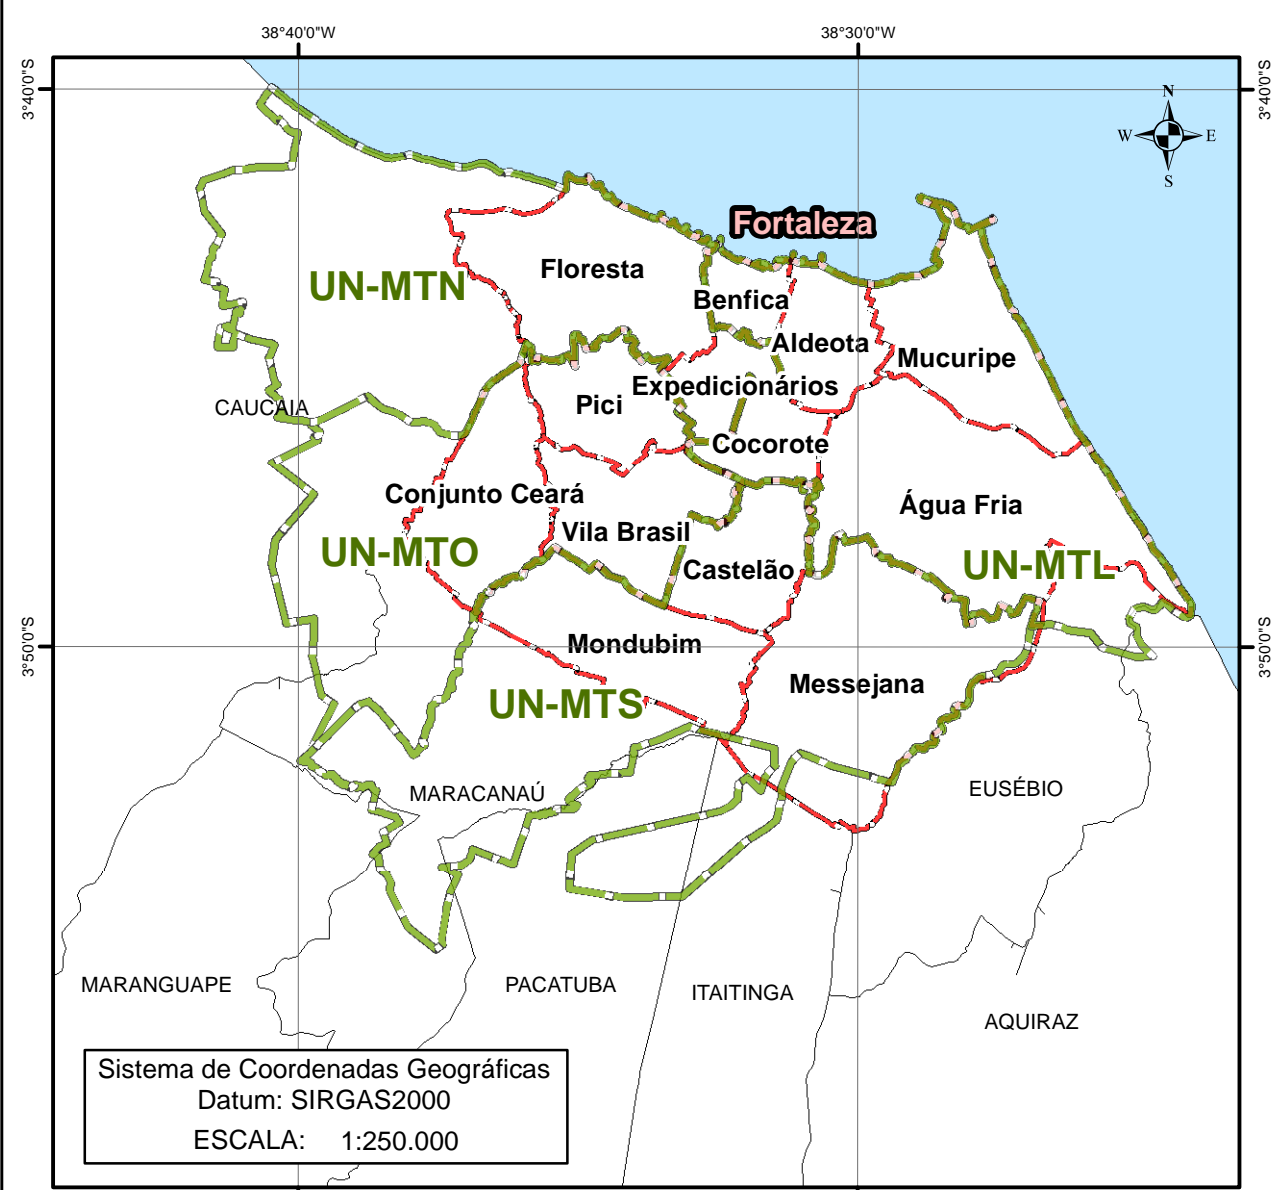 38°40'0"W
38°30'0"W
3°40'0"S
3°40'0"S
N
W
E
S
Fortaleza
Floresta
UN-MTN
Benfica
Aldeota
Mucuripe
Expedicionários
Pici
CAUCAIA
Cocorote
Conjunto Ceará
Água Fria
Vila Brasil
UN-MTO
UN-MTL
Castelão
Mondubim
3°50'0"S
3°50'0"S
Messejana
UN-MTS
MARACANAÚ
EUSÉBIO
MARANGUAPE
PACATUBA
ITAITINGA
AQUIRAZ
Sistema de Coordenadas Geográficas
Datum: SIRGAS2000
ESCALA: 1:250.000